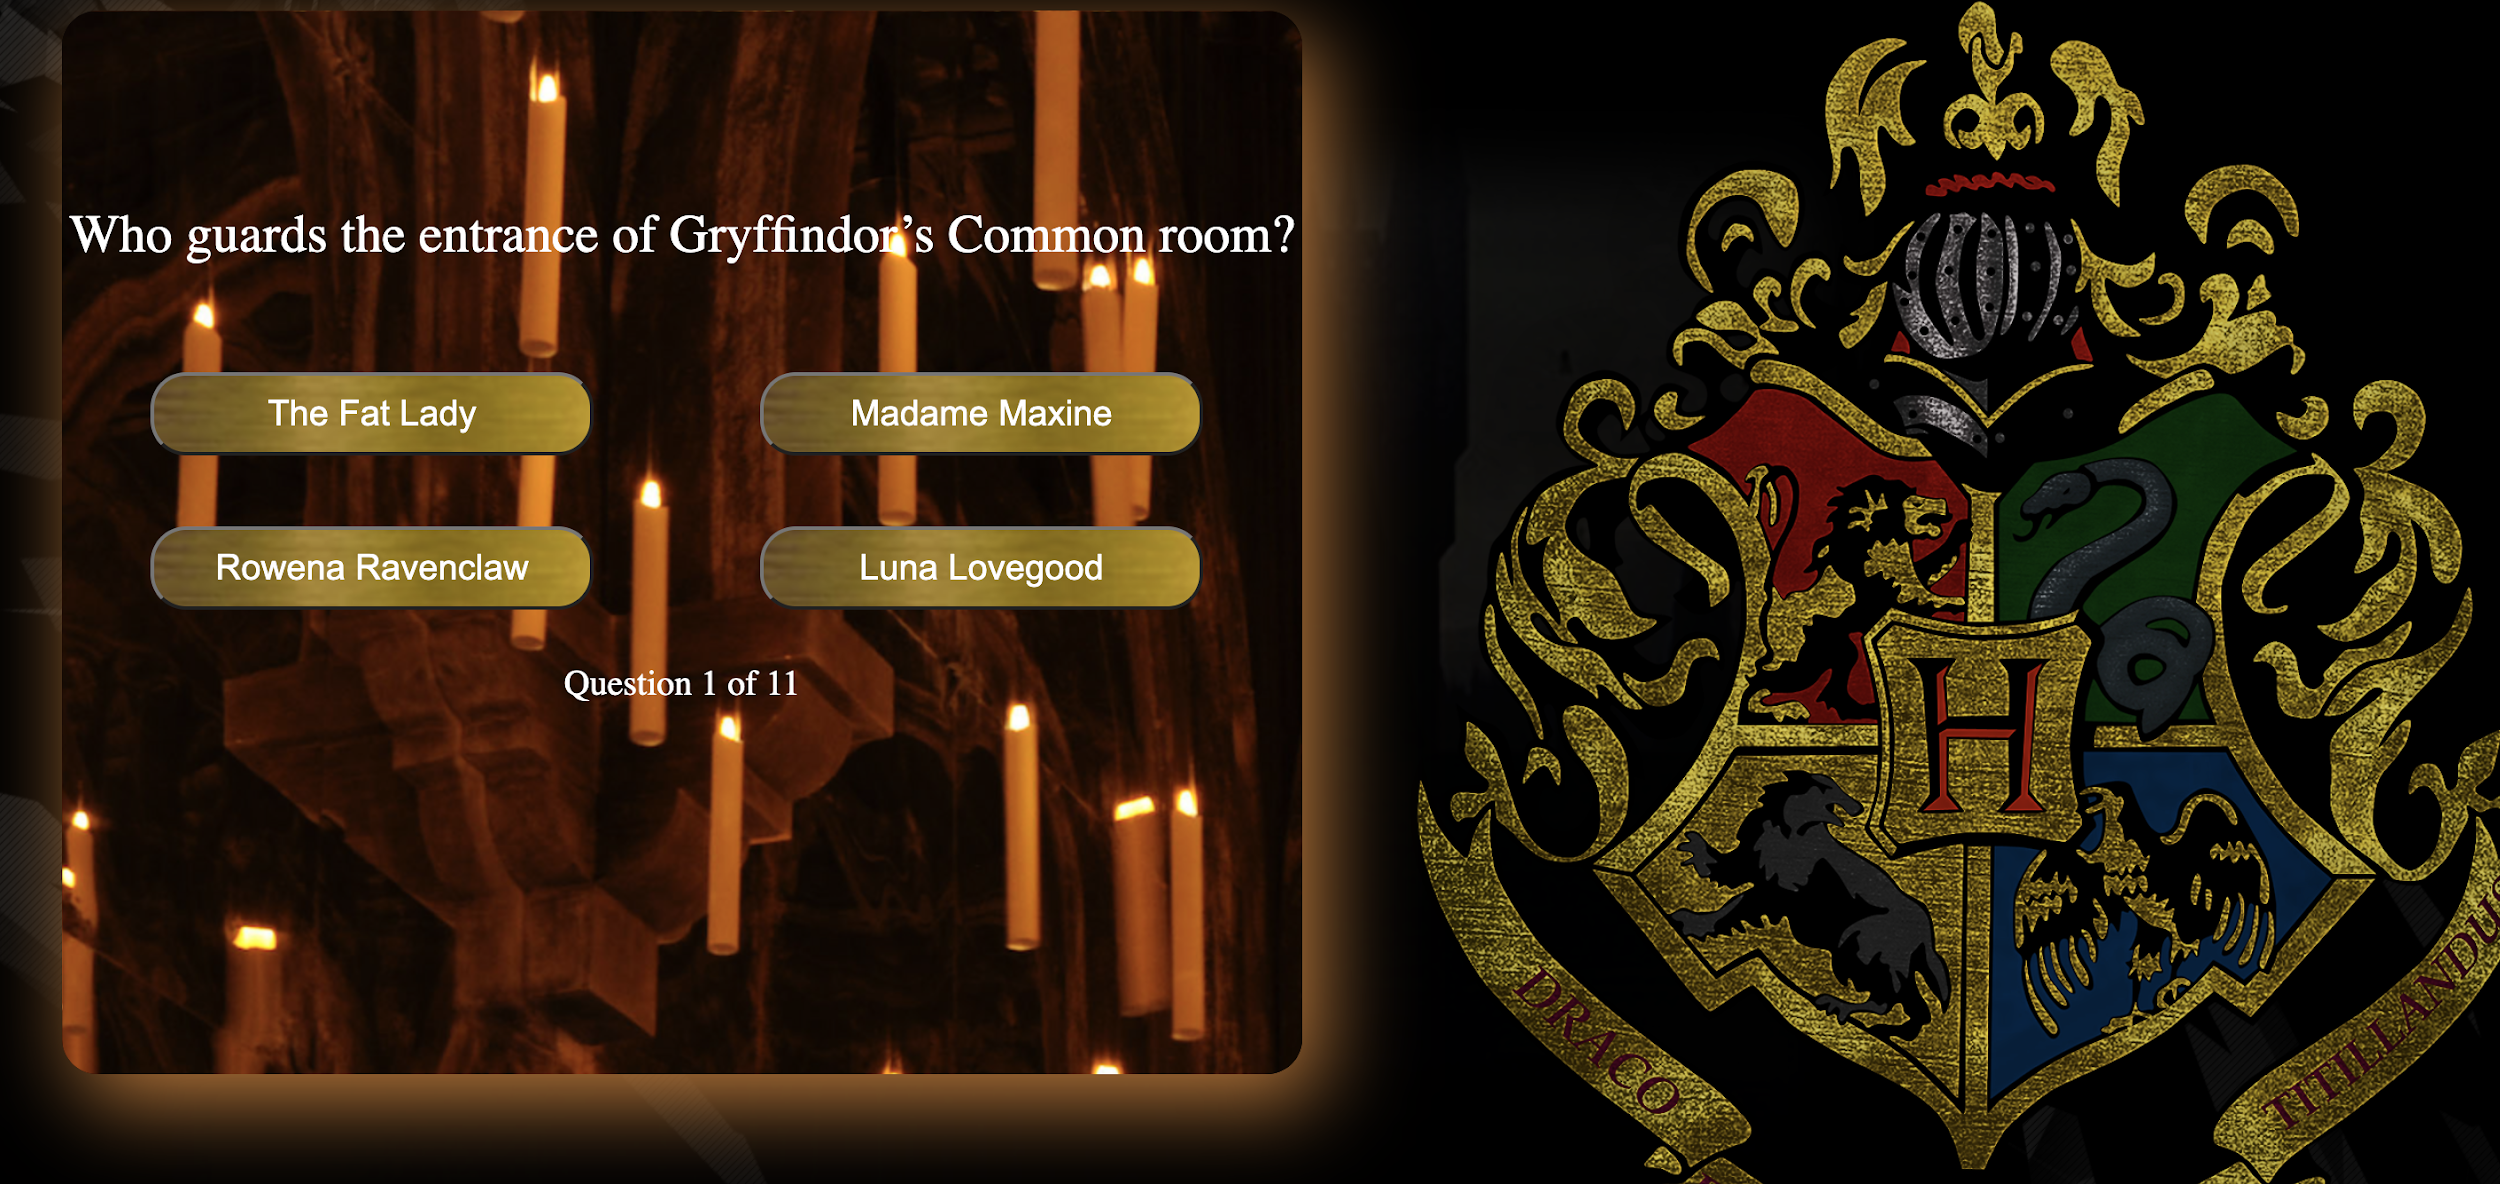 Who guards the entrance of Gryffindor’s Common room?
The Fat Lady
Madame Maxine
Rowena Ravenclaw
Luna Lovegood
Question 1 of 11
H
DRACO
TITILLANDUS